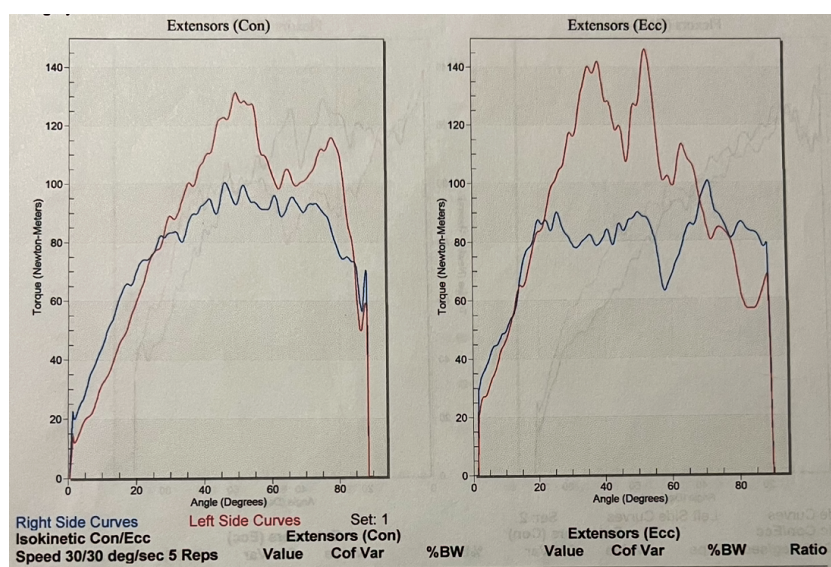 Extensors (Con)
Extensors (Ecc)
140
120
100
80
60
40
20
0
Torque (Newton-Meters)
0
20
40
60
80
Angle (Degrees)
140
120
100
80
60
40
20
0
Torque (Newton-Meters)
0
20
40
60
80
Angle (Degrees)
Right Side Curves Left Side Curves Set: 1
Isokinetic Con/Ecc Extensors (Con) Extensors (Ecc)
Speed 30/30 deg/sec 5 Reps Value Cof Var %BW Value Cof Var %BW Ratio